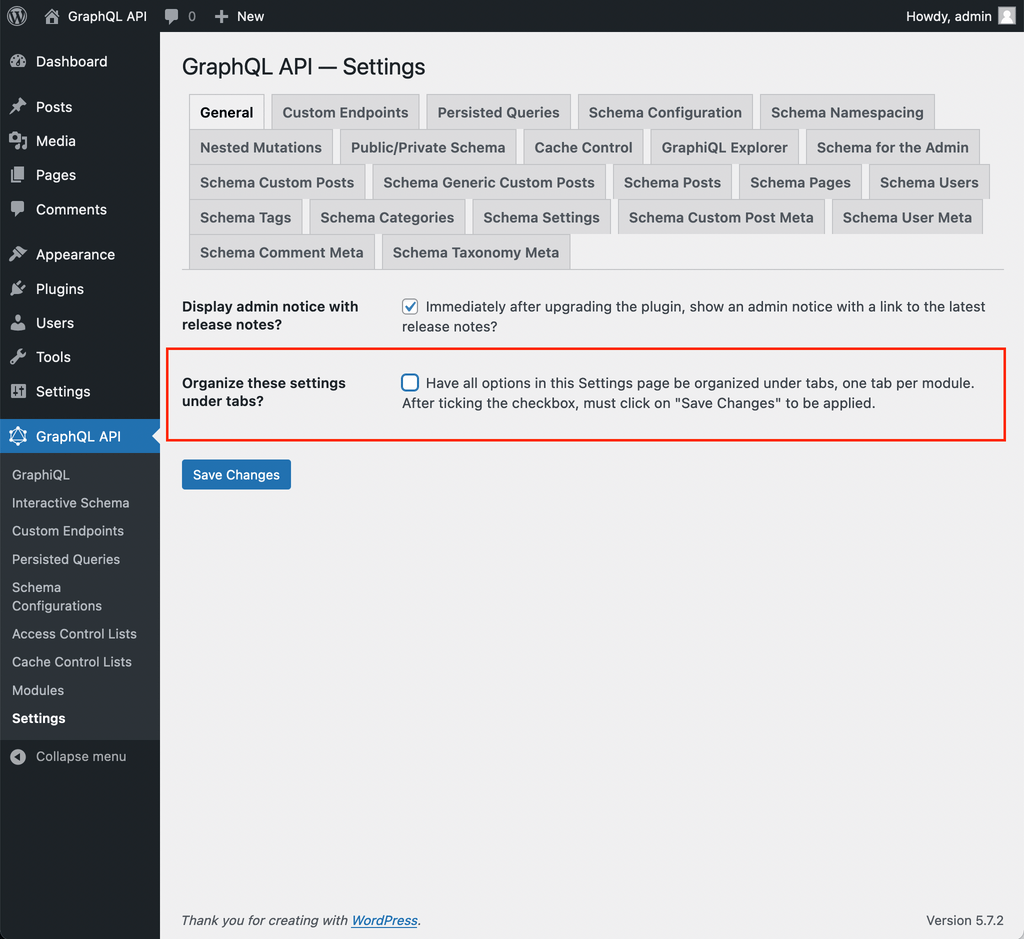 GraphQL API 0 New Howdy, admin
Dashboard
Posts
Media
Pages
Comments
Appearance
Plugins
Users
Tools
Settings
GraphQL API
GraphiQL
Interactive Schema
Custom Endpoints
Persisted Queries
Schema
Configurations
Access Control Lists
Cache Control Lists
Modules
Settings
Collapse menu
GraphQL API — Settings
General Custom Endpoints Persisted Queries Schema Configuration Schema Namespacing
Nested Mutations Public/Private Schema Cache Control GraphiQL Explorer Schema for the Admin
Schema Custom Posts Schema Generic Custom Posts Schema Posts Schema Pages Schema Users
Schema Tags Schema Categories Schema Settings Schema Custom Post Meta Schema User Meta
Schema Comment Meta Schema Taxonomy Meta
Display admin notice with
release notes?
Immediately after upgrading the plugin, show an admin notice with a link to the latest
release notes?
Organize these settings
under tabs?
Have all options in this Settings page be organized under tabs, one tab per module.
After ticking the checkbox, must click on "Save Changes" to be applied.
Save Changes
Thank you for creating with WordPress. Version 5.7.2